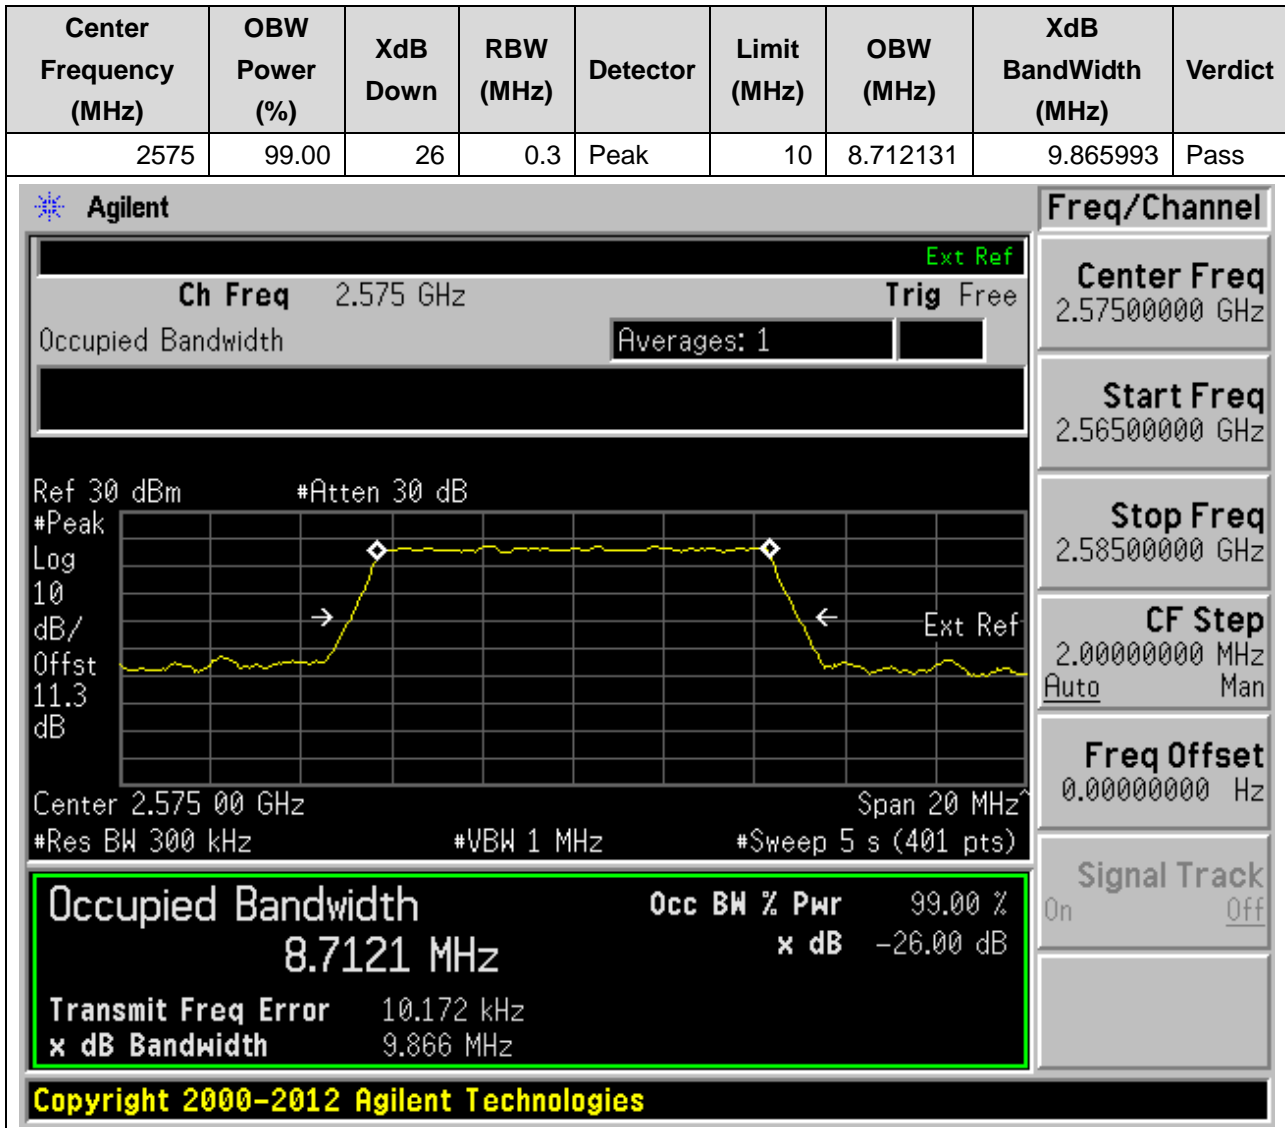 Center Frequency (MHz) OBW Power (%) XdB Down RBW (MHz) Detector Limit (MHz) OBW (MHz) XdB BandWidth (MHz) Verdict
2575 99.00 26 0.3 Peak 10 8.712131 9.865993 Pass
Agilent
Freq/Channel
Ext Ref
Ch Freq 2.575 GHz Trig Free
Occupied Bandwidth Averages: 1
Ref 30 dBm #Atten 30 dB
#Peak
Log
10
dB/
Offst
11.3
dB
Ext Ref
Center 2.575 00 GHz Span 20 MHz^
#Res BW 300 kHz #VBW 1 MHz #Sweep 5 s (401 pts)
Occupied Bandwidth Occ BW % Pwr 99.00 %
8.7121 MHz x dB -26.00 dB
Transmit Freq Error 10.172 kHz
x dB Bandwidth 9.866 MHz
Center Freq
2.57500000 GHz
Start Freq
2.56500000 GHz
Stop Freq
2.58500000 GHz
CF Step
2.00000000 MHz
Auto Man
Freq Offset
0.00000000 Hz
Signal Track
On Off
Copyright 2000-2012 Agilent Technologies